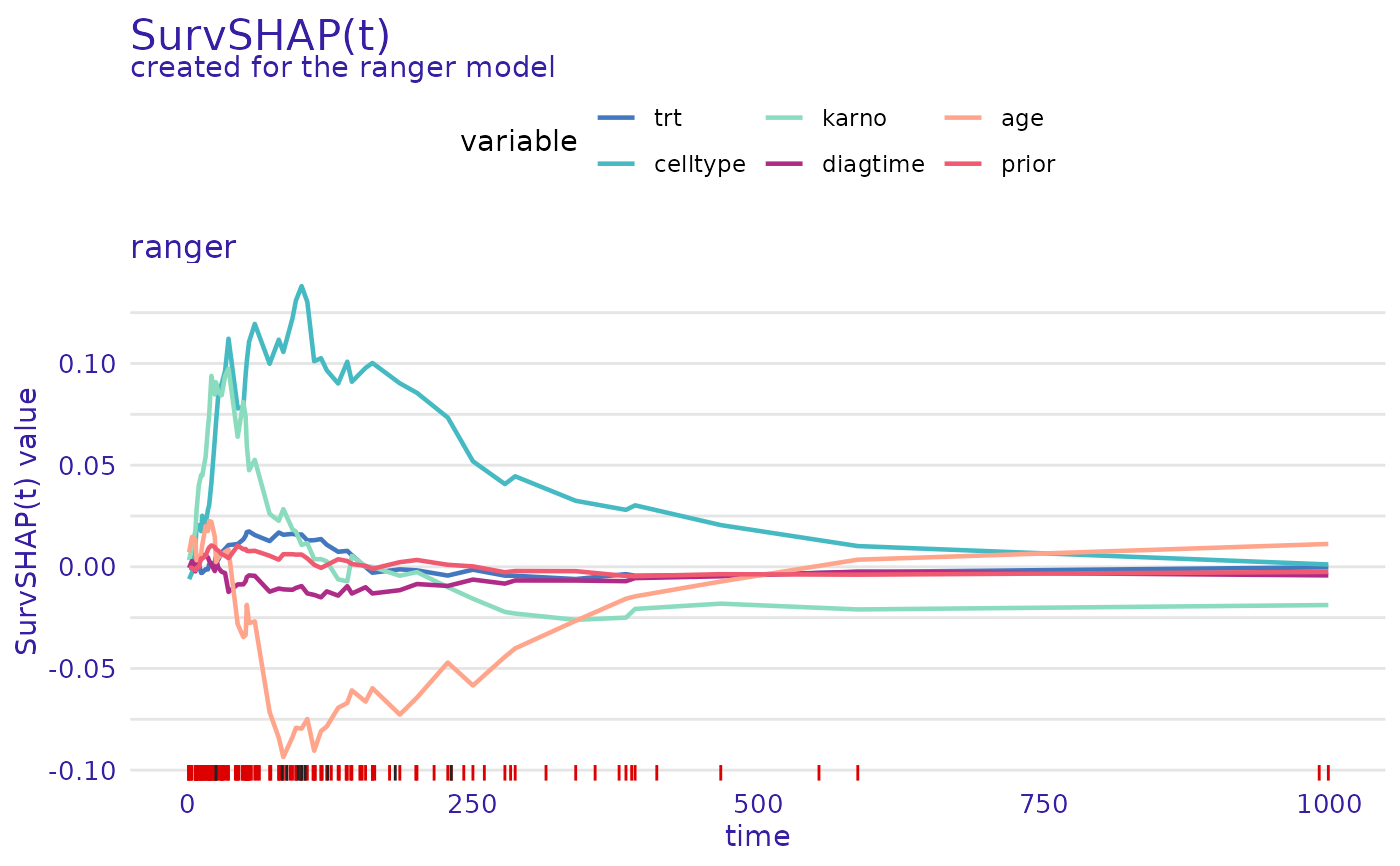 SurvSHAP(t)
created for the ranger model
variable
trt
karno
age
celltype
diagtime
prior
ranger
SurvSHAP(t) value
0.10
0.05
0.00
-0.05
-0.10
0
250
500
750
1000
time